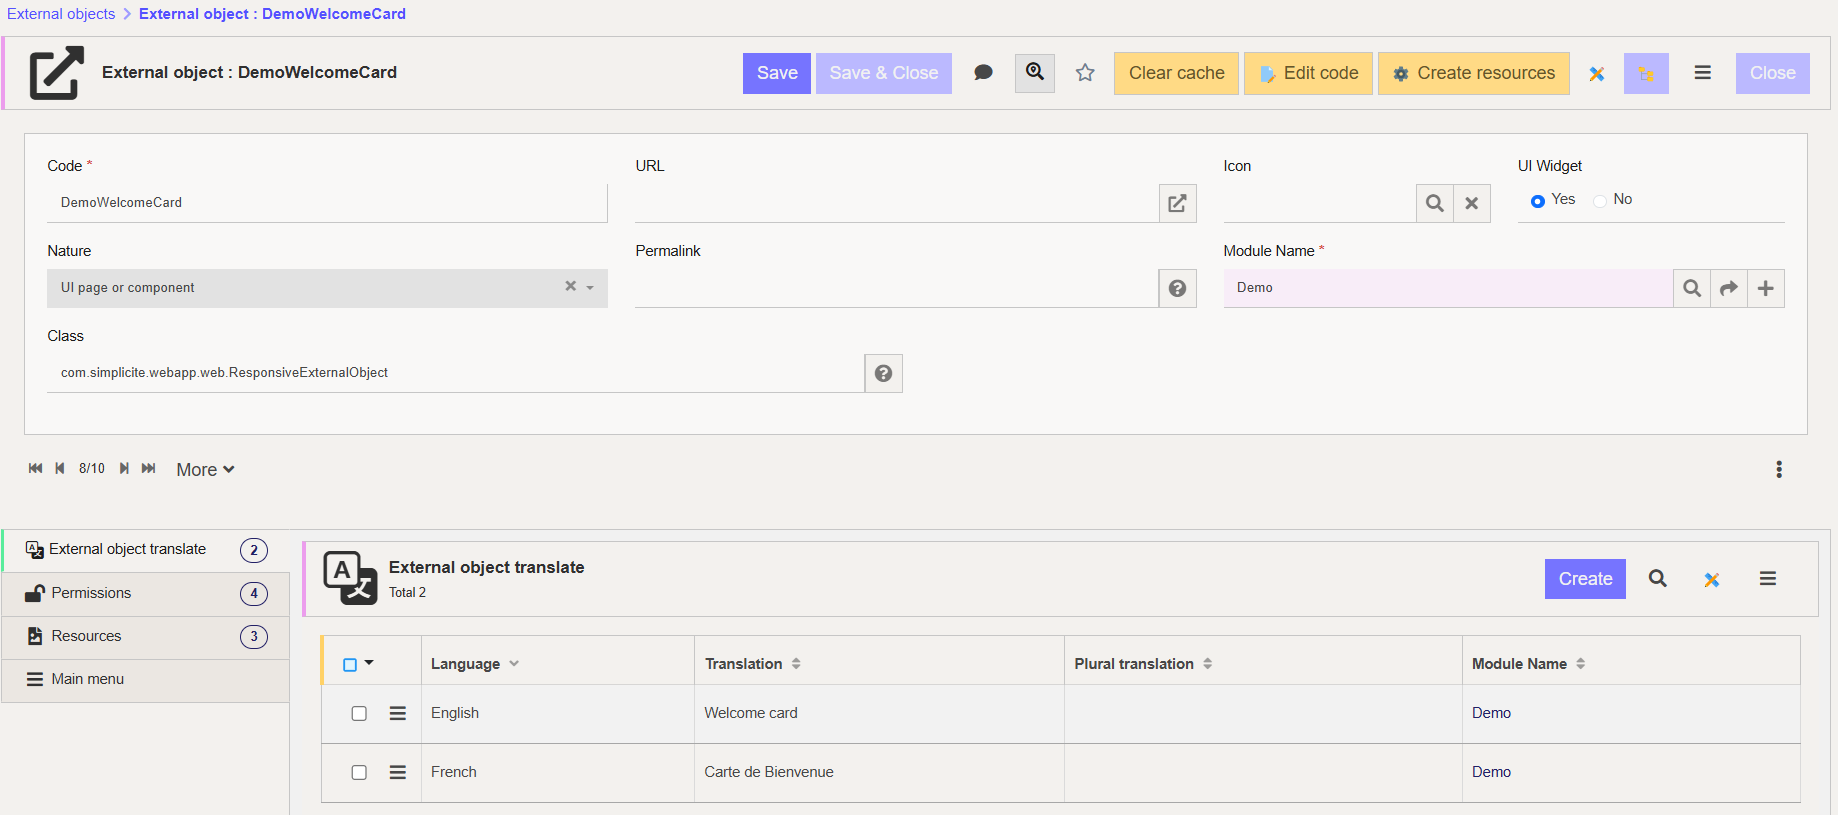 External objects > External object : DemoWelcomeCard
External object : DemoWelcomeCard
Save
Save & Close
Clear cache
Edit code
Create resources
Close
Code *
URL
Icon
UI Widget
DemoWelcomeCard
Yes
No
Nature
Permalink
Module Name *
UI page or component
Demo
Class
com.simplicite.webapp.web.ResponsiveExternalObject
8/10
More
External object translate 2
Permissions 4
Resources 3
Main menu
External object translate
Total 2
Create
Language Translation Plural translation Module Name
English Welcome card Demo
French Carte de Bienvenue Demo